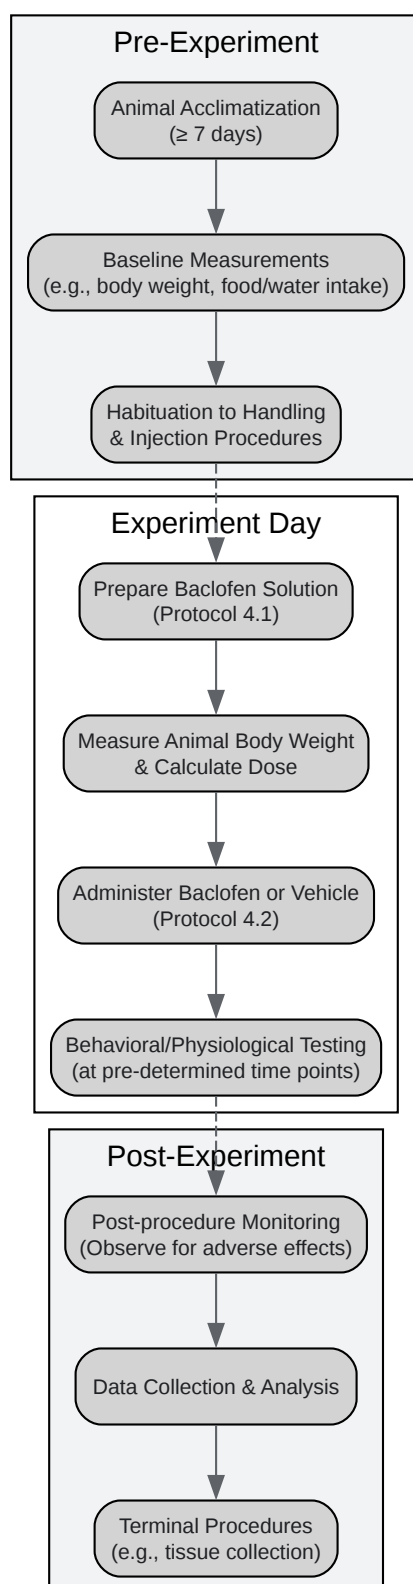 Pre-Experiment
Animal Acclimatization
(≥ 7 days)
Baseline Measurements
(e.g., body weight, food/water intake)
Habituation to Handling
& Injection Procedures
Experiment Day
Prepare Baclofen Solution
(Protocol 4.1)
Measure Animal Body Weight
& Calculate Dose
Administer Baclofen or Vehicle
(Protocol 4.2)
Behavioral/Physiological Testing
(at pre-determined time points)
Post-Experiment
Post-procedure Monitoring
(Observe for adverse effects)
Data Collection & Analysis
Terminal Procedures
(e.g., tissue collection)